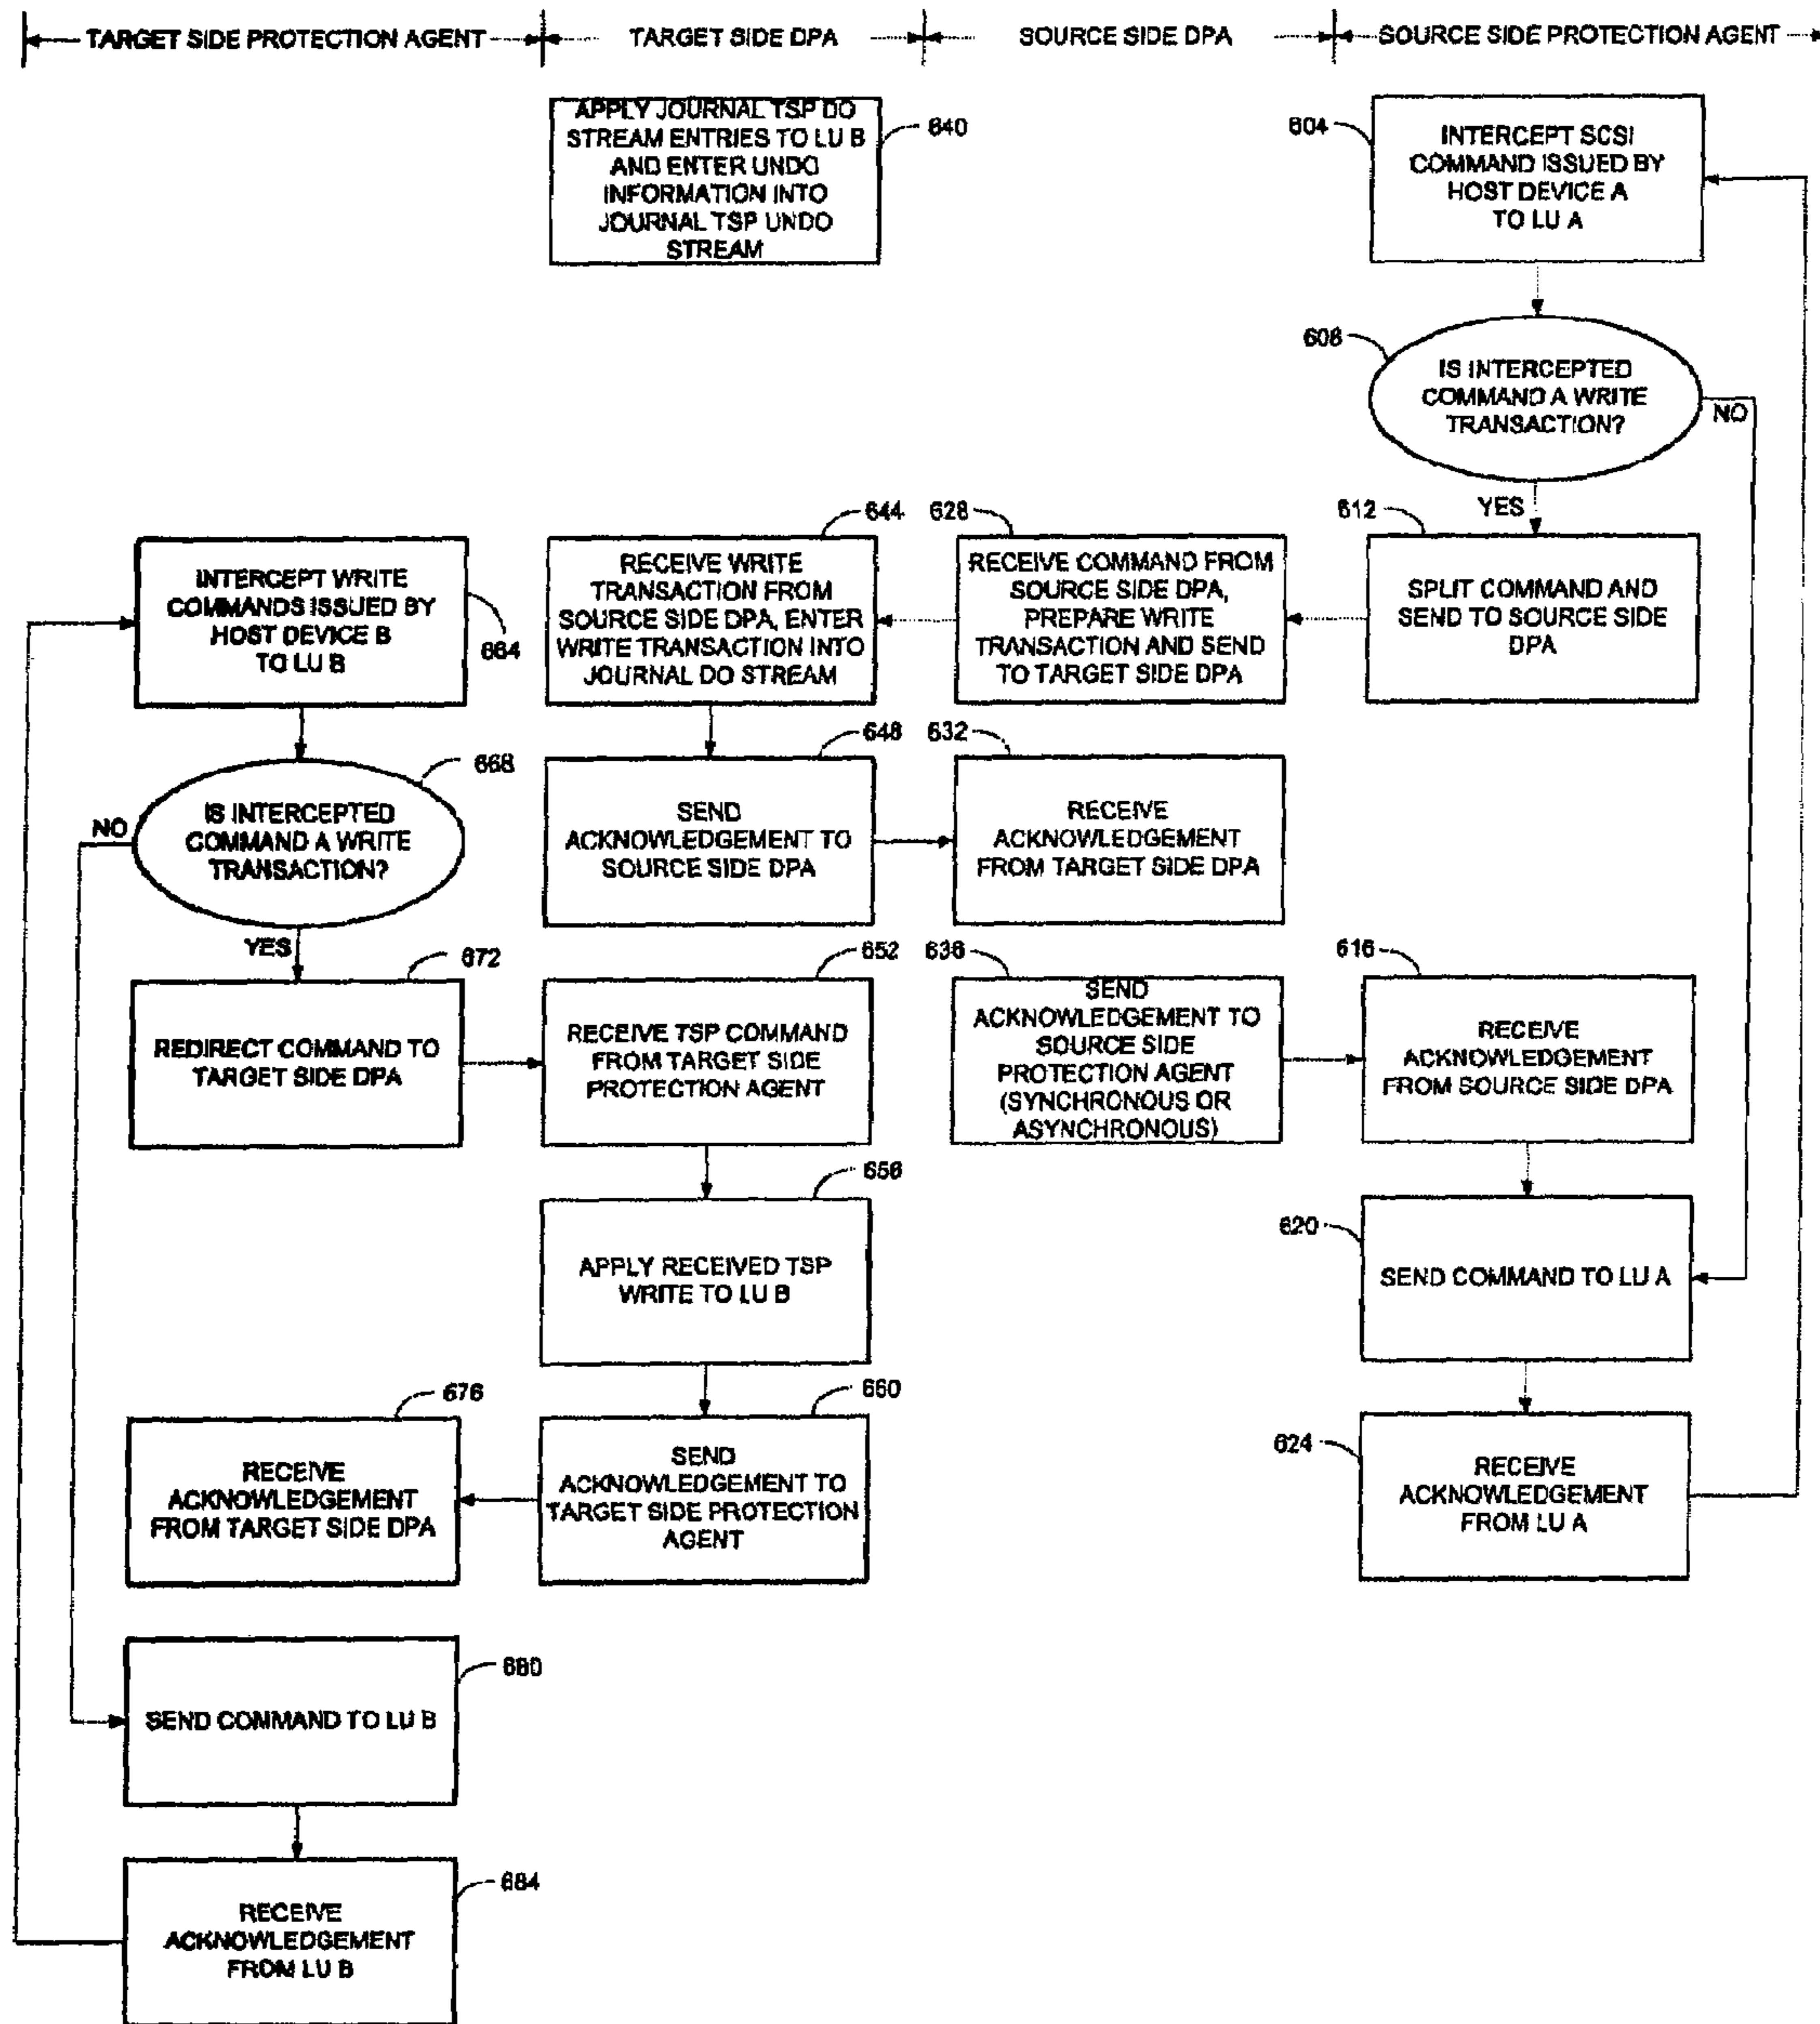 TARGET SIDE PROTECTION AGENT
TARGET SIDE DPA
SOURCE SIDE DPA
SOURCE SIDE PROTECTION AGENT
APPLY JOURNAL TSP DO
STREAM ENTRIES TO LU B
AND ENTER UNDO
INFORMATION INTO
JOURNAL TSP UNDO
STREAM
640
604
INTERCEPT SCSI
COMMAND ISSUED BY
HOST DEVICE A
TO LU A
608
IS INTERCEPTED
COMMAND A WRITE
TRANSACTION?
NO
YES
INTERCEPT WRITE
COMMANDS ISSUED BY
HOST DEVICE B
TO LU B
664
644
RECEIVE WRITE
TRANSACTION FROM
SOURCE SIDE DPA, ENTER
WRITE TRANSACTION INTO
JOURNAL DO STREAM
628
RECEIVE COMMAND FROM
SOURCE SIDE DPA,
PREPARE WRITE
TRANSACTION AND SEND
TO TARGET SIDE DPA
612
SPLIT COMMAND AND
SEND TO SOURCE SIDE
DPA
668
IS INTERCEPTED
COMMAND A WRITE
TRANSACTION?
NO
YES
648
SEND
ACKNOWLEDGEMENT TO
SOURCE SIDE DPA
632
RECEIVE
ACKNOWLEDGEMENT
FROM TARGET SIDE DPA
672
REDIRECT COMMAND TO
TARGET SIDE DPA
652
RECEIVE TSP COMMAND
FROM TARGET SIDE
PROTECTION AGENT
636
SEND
ACKNOWLEDGEMENT TO
SOURCE SIDE
PROTECTION AGENT
(SYNCHRONOUS OR
ASYNCHRONOUS)
616
RECEIVE
ACKNOWLEDGEMENT
FROM SOURCE SIDE DPA
656
APPLY RECEIVED TSP
WRITE TO LU B
620
SEND COMMAND TO LU A
676
RECEIVE
ACKNOWLEDGEMENT
FROM TARGET SIDE DPA
660
SEND
ACKNOWLEDGEMENT TO
TARGET SIDE PROTECTION
AGENT
624
RECEIVE
ACKNOWLEDGEMENT
FROM LU A
680
SEND COMMAND TO LU B
684
RECEIVE
ACKNOWLEDGEMENT
FROM LU B